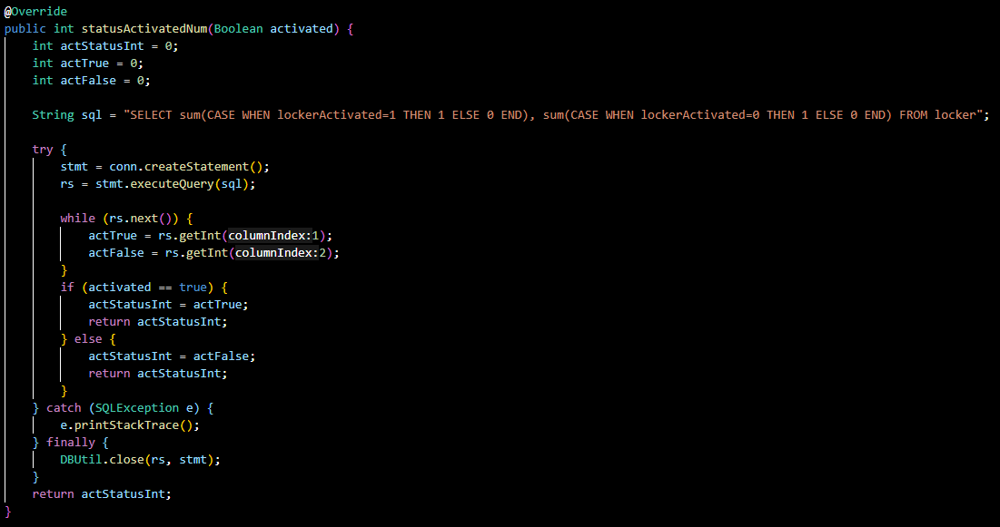 @Override
public int statusActivatedNum(Boolean activated) {
    int actStatusInt = 0;
    int actTrue = 0;
    int actFalse = 0;

    String sql = "SELECT sum(CASE WHEN lockerActivated=1 THEN 1 ELSE 0 END), sum(CASE WHEN lockerActivated=0 THEN 1 ELSE 0 END) FROM locker";

    try {
        stmt = conn.createStatement();
        rs = stmt.executeQuery(sql);

        while (rs.next()) {
            actTrue = rs.getInt(columnIndex:1);
            actFalse = rs.getInt(columnIndex:2);
        }
        if (activated == true) {
            actStatusInt = actTrue;
            return actStatusInt;
        } else {
            actStatusInt = actFalse;
            return actStatusInt;
        }
    } catch (SQLException e) {
        e.printStackTrace();
    } finally {
        DBUtil.close(rs, stmt);
    }
    return actStatusInt;
}